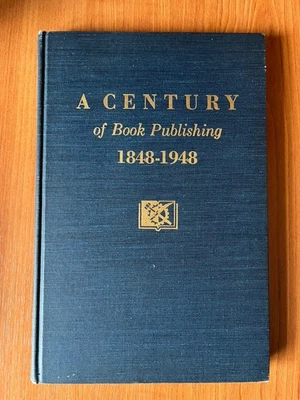 A CENTURY
of Book Publishing
1848-1948